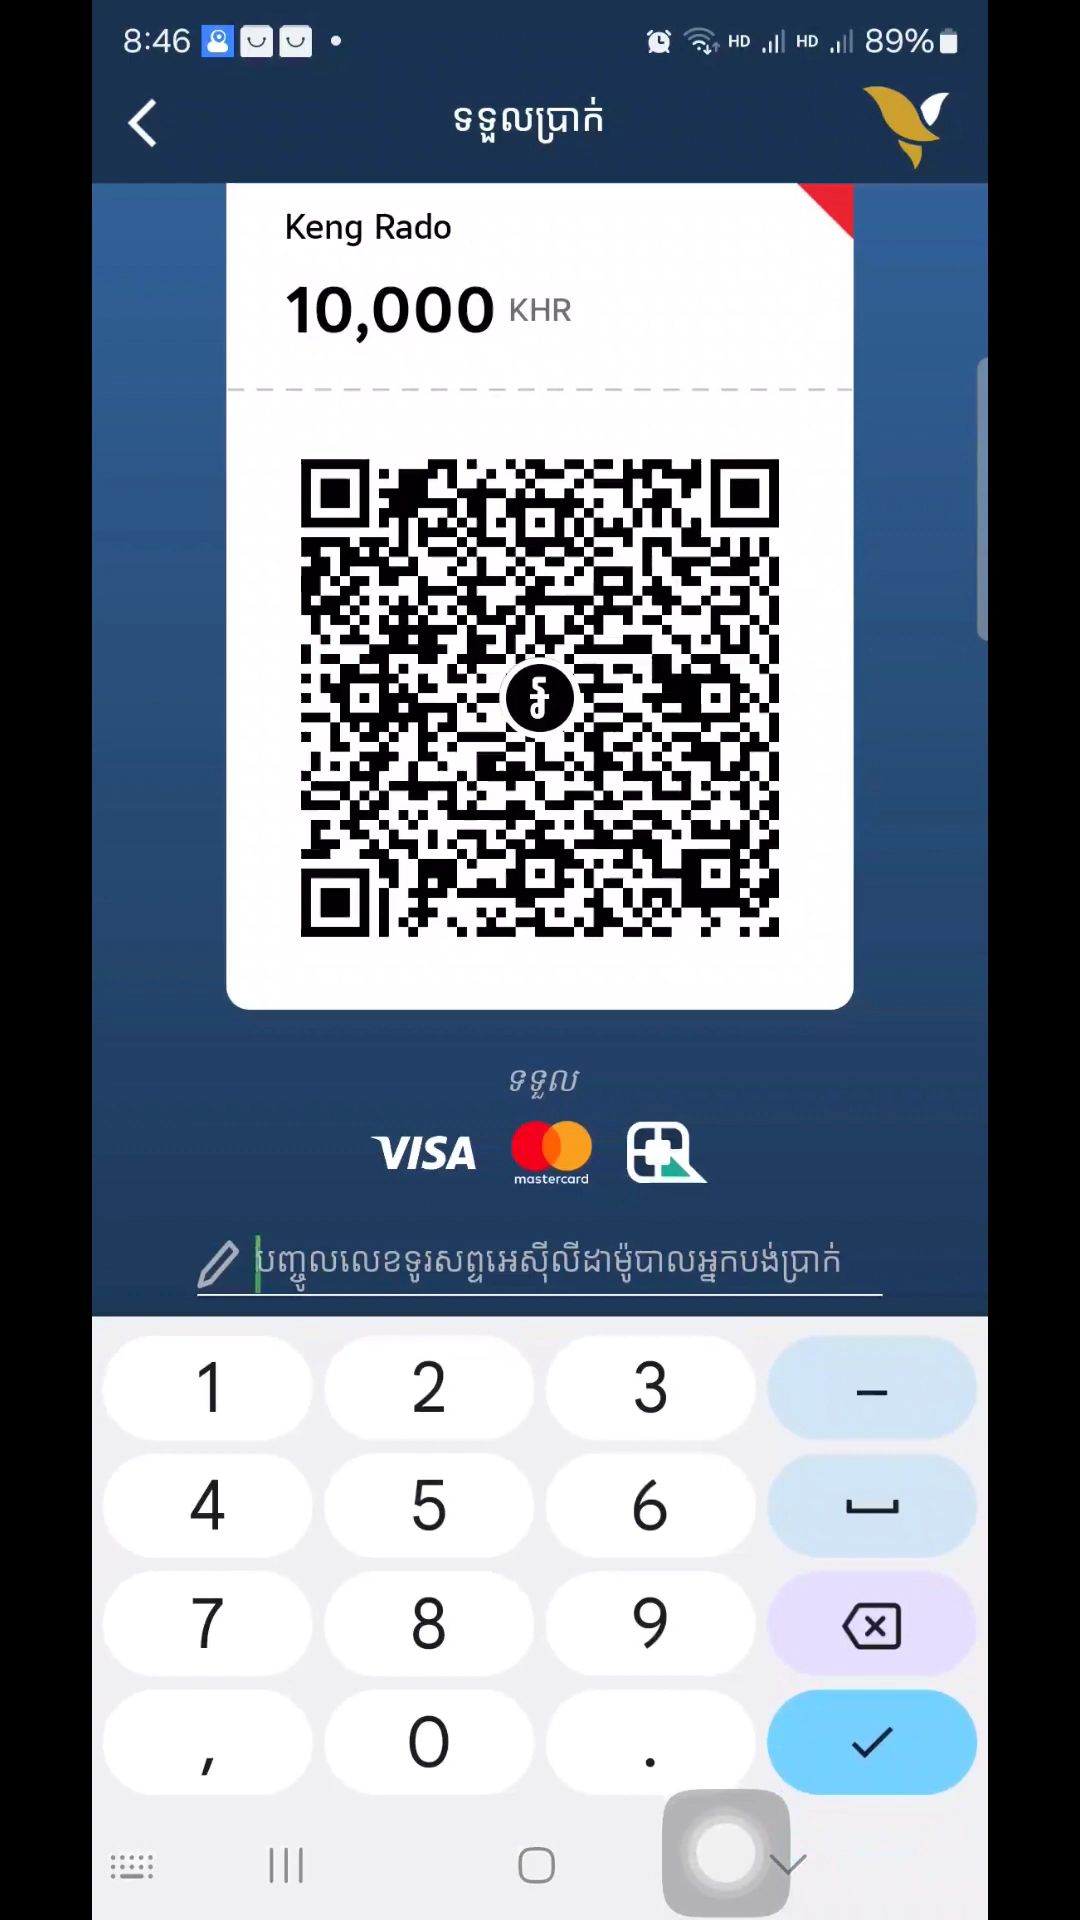 8:46 HD HD 89%
ទទួលប្រាក់
Keng Rado
10,000 KHR
ទទួល
VISA mastercard
បញ្ចូលលេខទូរសព្ទអេស៊ីលីដាម៉ូបាលអ្នកបង់ប្រាក់
1 2 3 –
4 5 6
7 8 9
, 0 .